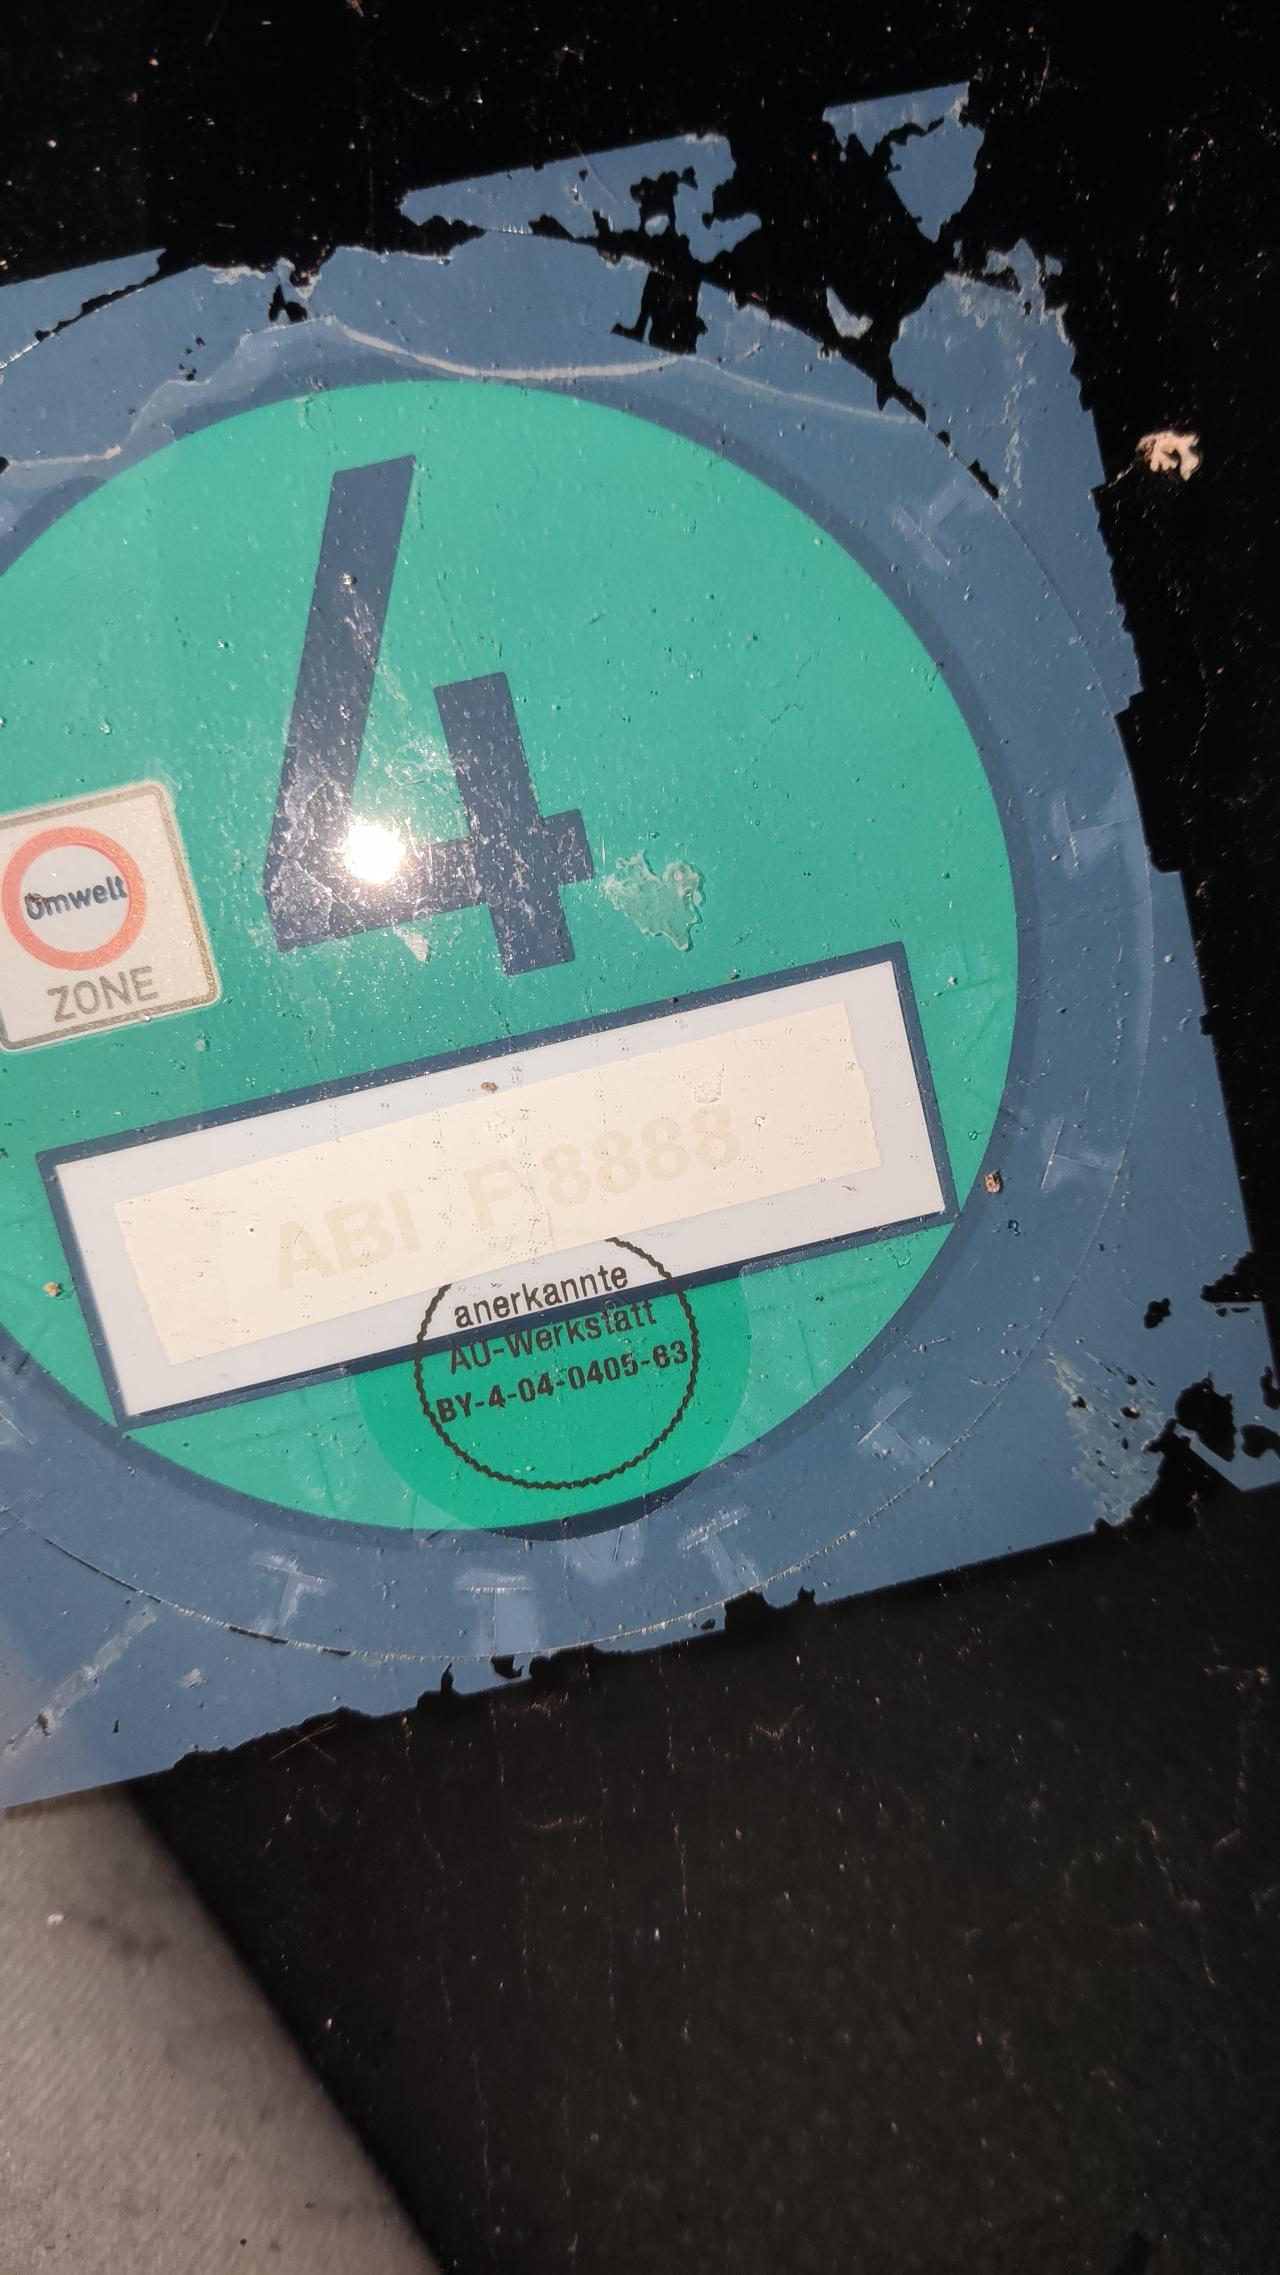 4
Umwelt
ZONE
ABI F 8888
anerkannte
AU-Werkstatt
BY-4-04-0405-63